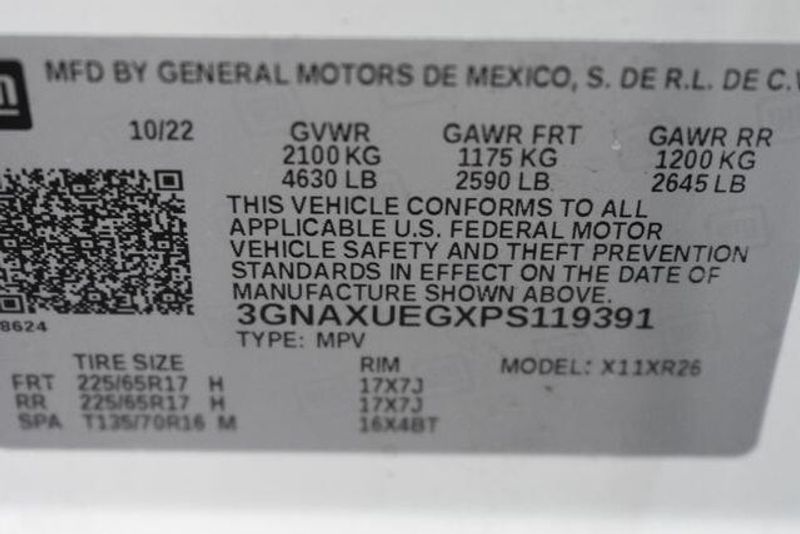 m
MFD BY GENERAL MOTORS DE MEXICO, S. DE R.L. DE C.V
10/22 GVWR GAWR FRT GAWR RR
2100 KG 1175 KG 1200 KG
4630 LB 2590 LB 2645 LB
THIS VEHICLE CONFORMS TO ALL
APPLICABLE U.S. FEDERAL MOTOR
VEHICLE SAFETY AND THEFT PREVENTION
STANDARDS IN EFFECT ON THE DATE OF
MANUFACTURE SHOWN ABOVE.
3GNAXUEGXPS119391
8624
TYPE: MPV
TIRE SIZE RIM MODEL: X11XR26
FRT 225/65R17 H 17X7J
RR 225/65R17 H 17X7J
SPA T135/70R16 M 16X4BT